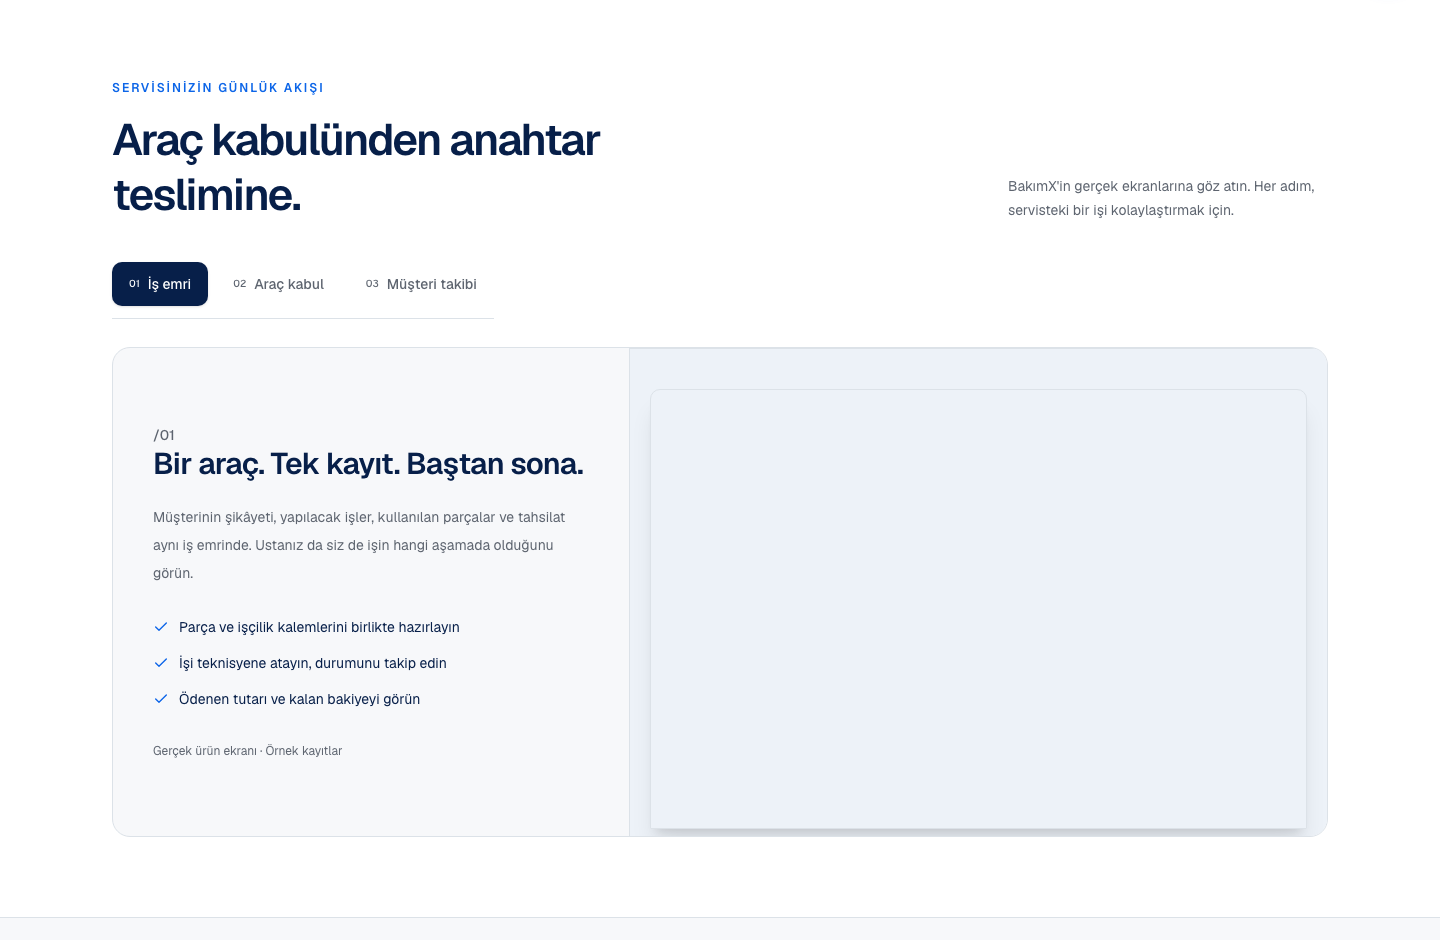 SERVİSİNİZİN GÜNLÜK AKIŞI
Araç kabulünden anahtar
teslimine.
BakımX'in gerçek ekranlarına göz atın. Her adım,
servisteki bir işi kolaylaştırmak için.
01 İş emri
02 Araç kabul
03 Müşteri takibi
/01
Bir araç. Tek kayıt. Baştan sona.
Müşterinin şikâyeti, yapılacak işler, kullanılan parçalar ve tahsilat
aynı iş emrinde. Ustanız da siz de işin hangi aşamada olduğunu
görün.
Parça ve işçilik kalemlerini birlikte hazırlayın
İşi teknisyene atayın, durumunu takip edin
Ödenen tutarı ve kalan bakiyeyi görün
Gerçek ürün ekranı · Örnek kayıtlar